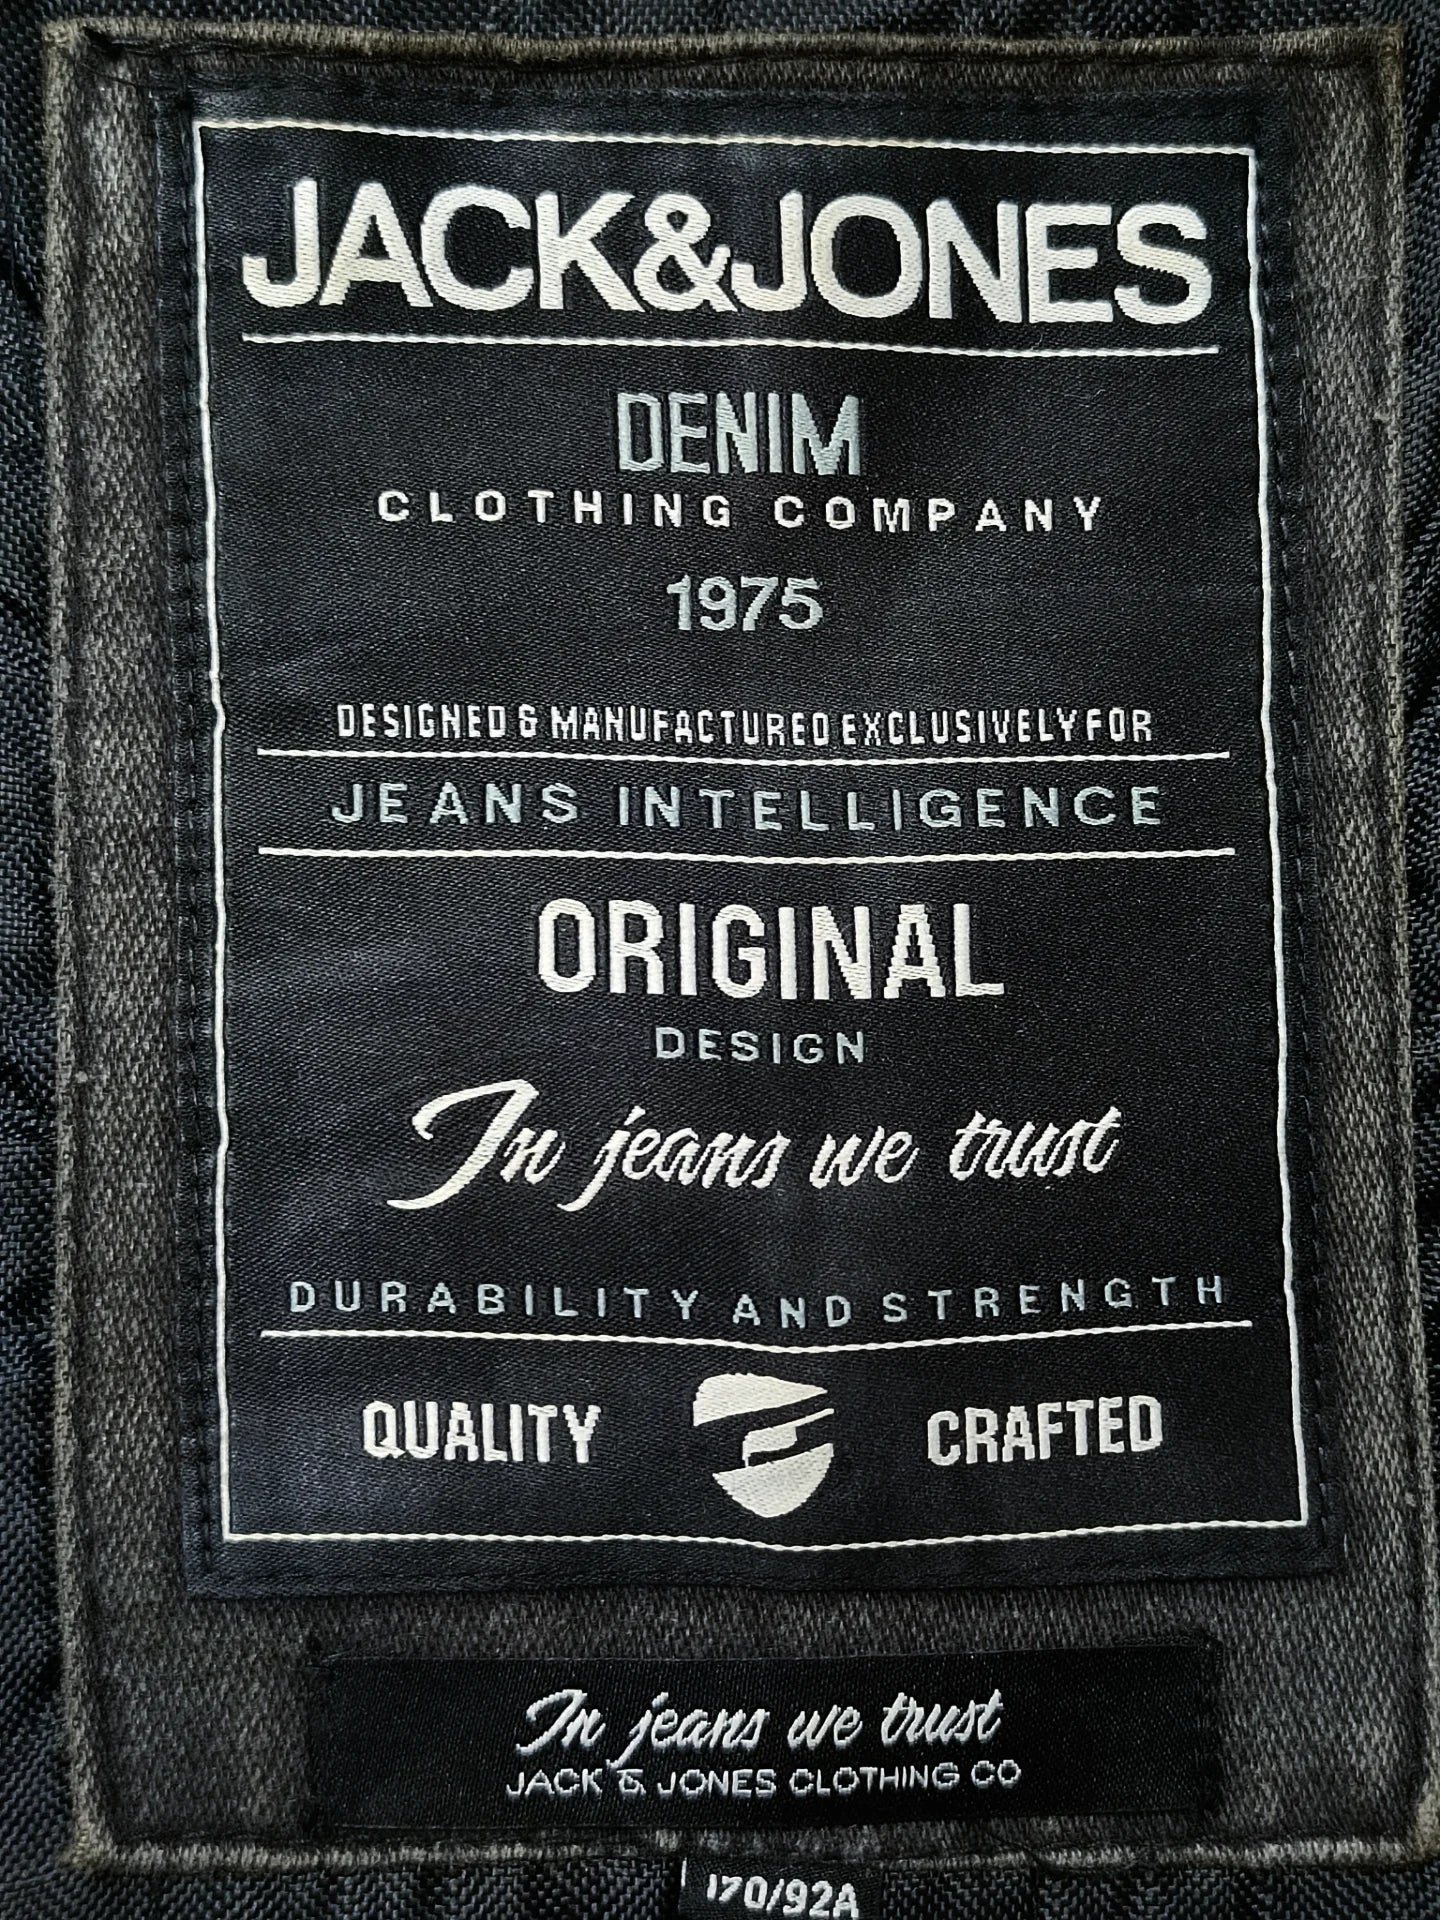 JACK&JONES
DENIM
CLOTHING COMPANY
1975
DESIGNED & MANUFACTURED EXCLUSIVELY FOR
JEANS INTELLIGENCE
ORIGINAL
DESIGN
In jeans we trust
DURABILITY AND STRENGTH
QUALITY CRAFTED
In jeans we trust
JACK & JONES CLOTHING CO
170/92A